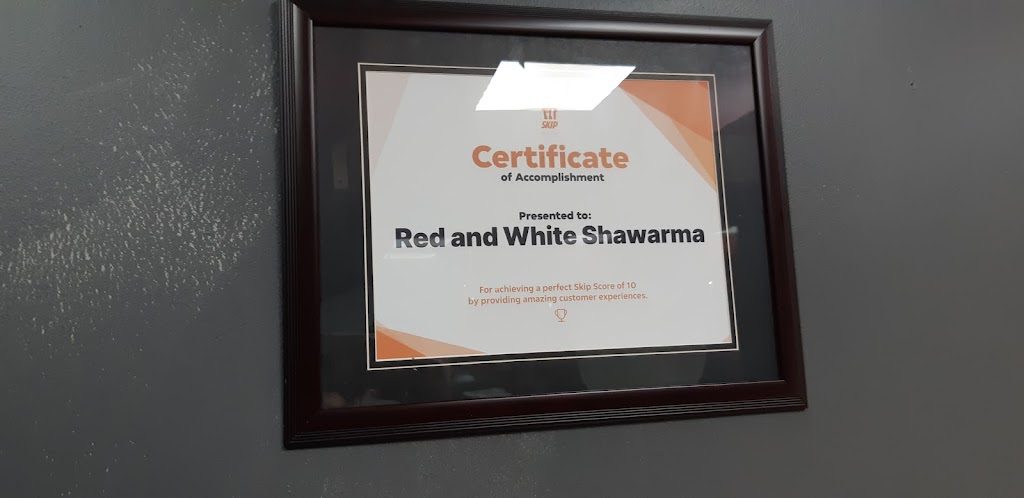 SKIP
Certificate
of Accomplishment
Presented to:
Red and White Shawarma
For achieving a perfect Skip Score of 10
by providing amazing customer experiences.